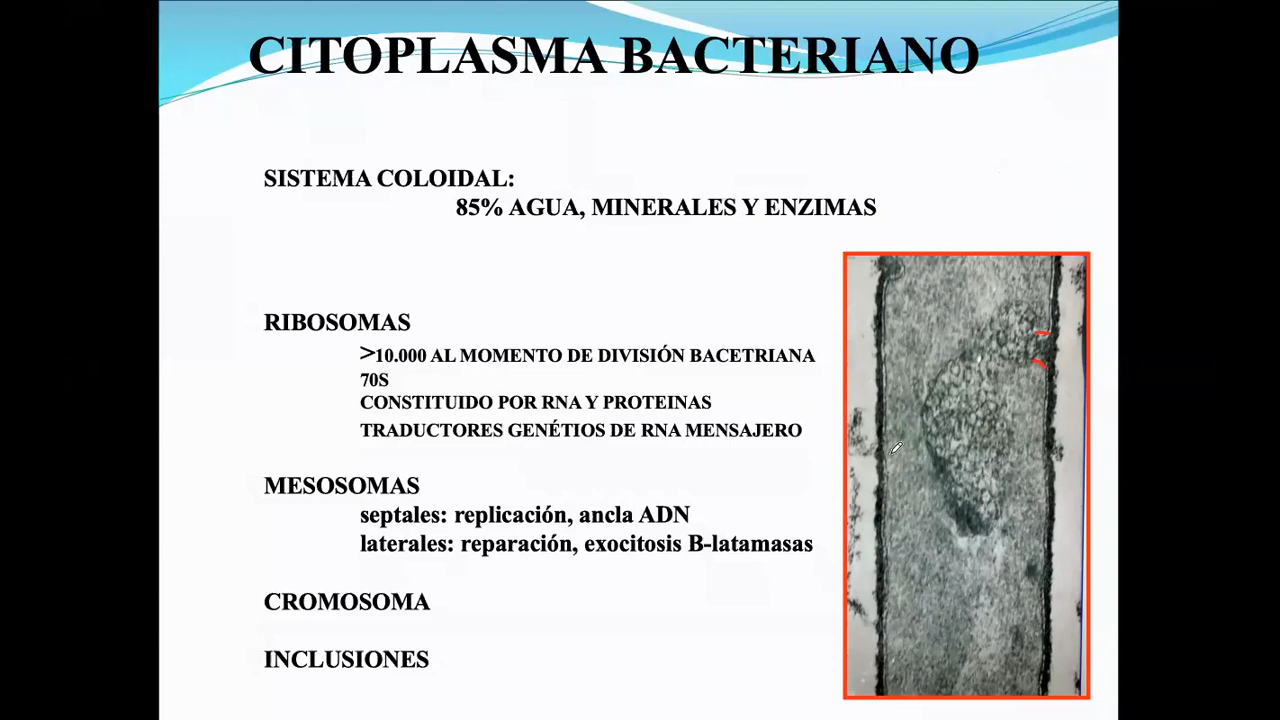 CITOPLASMA BACTERIANO
SISTEMA COLOIDAL:
85% AGUA, MINERALES Y ENZIMAS
RIBOSOMAS
>10.000 AL MOMENTO DE DIVISIÓN BACETRIANA
70S
CONSTITUIDO POR RNA Y PROTEINAS
TRADUCTORES GENÉTIOS DE RNA MENSAJERO
MESOSOMAS
septales: replicación, ancla ADN
laterales: reparación, exocitosis B-latamasas
CROMOSOMA
INCLUSIONES